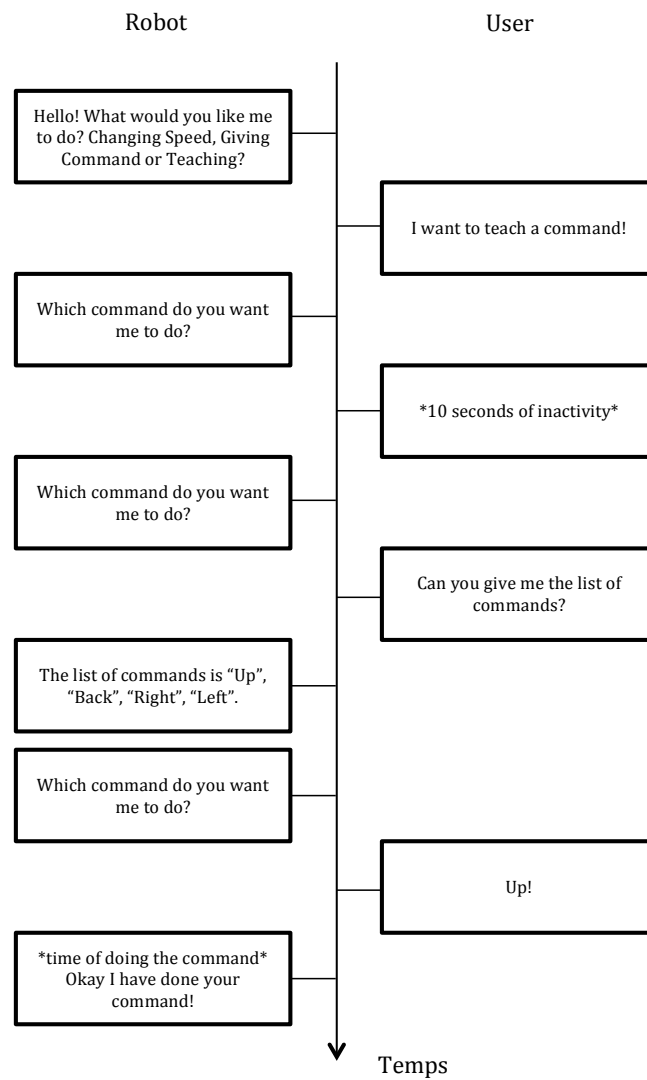 Robot
User
Hello! What would you like me
to do? Changing Speed, Giving
Command or Teaching?
I want to teach a command!
Which command do you want
me to do?
*10 seconds of inactivity*
Which command do you want
me to do?
Can you give me the list of
commands?
The list of commands is “Up”,
“Back”, “Right”, “Left”.
Which command do you want
me to do?
Up!
*time of doing the command*
Okay I have done your
command!
Temps